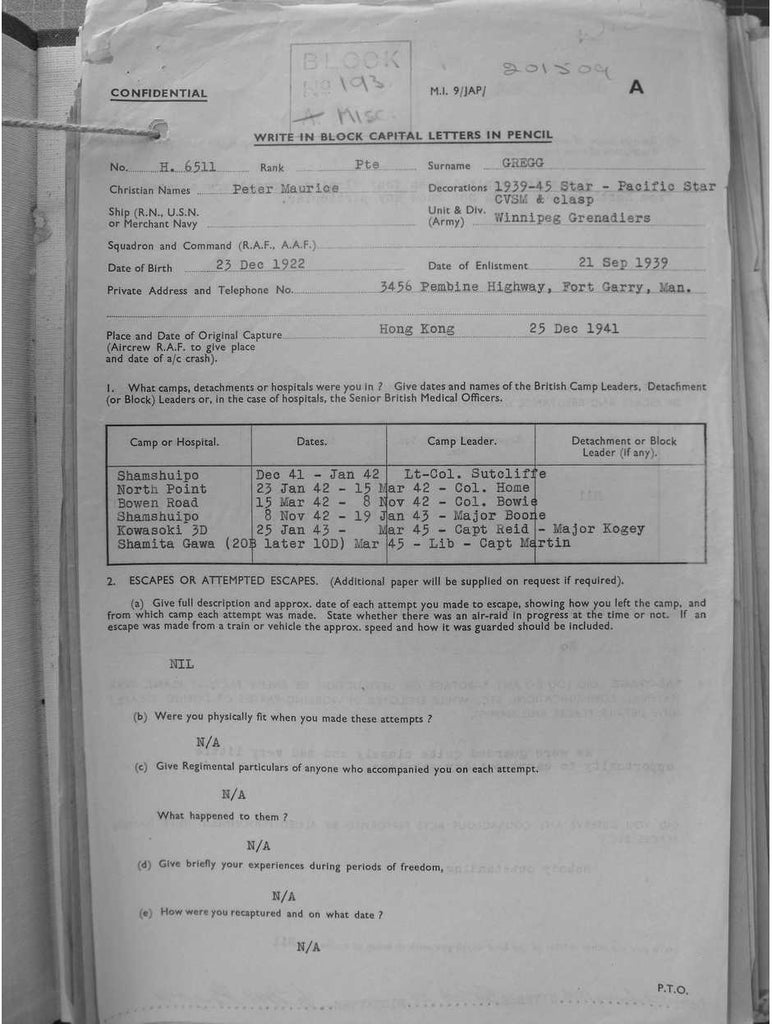 BLOCK
No 193
A MISC
201509
CONFIDENTIAL
M.I. 9/JAP/
A
WRITE IN BLOCK CAPITAL LETTERS IN PENCIL
No. H. 6511 Rank Pte Surname GREGG
Christian Names Peter Maurice Decorations 1939-45 Star - Pacific Star
CVSM & clasp
Ship (R.N., U.S.N. or Merchant Navy
Unit & Div. (Army) Winnipeg Grenadiers
Squadron and Command (R.A.F., A.A.F.)
Date of Birth 23 Dec 1922 Date of Enlistment 21 Sep 1939
Private Address and Telephone No. 3456 Pembine Highway, Fort Garry, Man.
Place and Date of Original Capture Hong Kong 25 Dec 1941
(Aircrew R.A.F. to give place
and date of a/c crash).
1. What camps, detachments or hospitals were you in ? Give dates and names of the British Camp Leaders, Detachment
(or Block) Leaders or, in the case of hospitals, the Senior British Medical Officers.
Camp or Hospital. Dates. Camp Leader. Detachment or Block
Leader (if any).
Shamshuipo Dec 41 - Jan 42 Lt-Col. Sutcliffe
North Point 23 Jan 42 - 15 Mar 42 - Col. Home
Bowen Road 15 Mar 42 - 8 Nov 42 - Col. Bowie
Shamshuipo 8 Nov 42 - 19 Jan 43 - Major Boone
Kowasoki 3D 25 Jan 43 - Mar 45 - Capt Reid - Major Kogey
Shamita Gawa (20B later 10D) Mar 45 - Lib - Capt Martin
2. ESCAPES OR ATTEMPTED ESCAPES. (Additional paper will be supplied on request if required).
(a) Give full description and approx. date of each attempt you made to escape, showing how you left the camp, and
from which camp each attempt was made. State whether there was an air-raid in progress at the time or not. If an
escape was made from a train or vehicle the approx. speed and how it was guarded should be included.
NIL
(b) Were you physically fit when you made these attempts ?
N/A
(c) Give Regimental particulars of anyone who accompanied you on each attempt.
N/A
What happened to them ?
N/A
(d) Give briefly your experiences during periods of freedom,
N/A
(e) How were you recaptured and on what date ?
N/A
P.T.O.